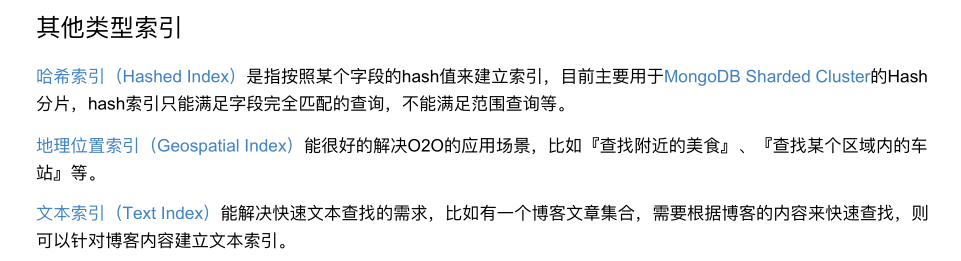 其他类型索引
哈希索引（Hashed Index）是指按照某个字段的hash值来建立索引，目前主要用于MongoDB Sharded Cluster的Hash
分片，hash索引只能满足字段完全匹配的查询，不能满足范围查询等。
地理位置索引（Geospatial Index）能很好的解决O2O的应用场景，比如『查找附近的美食』、『查找某个区域内的车
站』等。
文本索引（Text Index）能解决快速文本查找的需求，比如有一个博客文章集合，需要根据博客的内容来快速查找，则
可以针对博客内容建立文本索引。